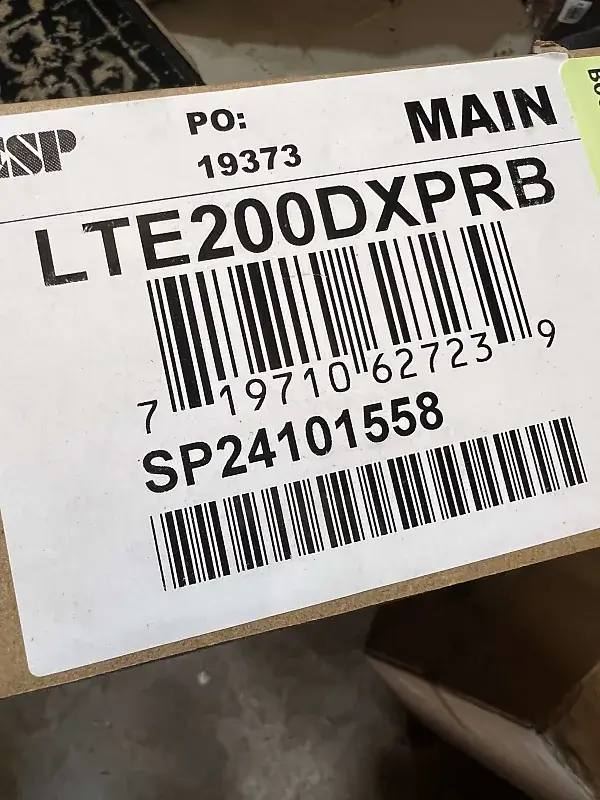 ESP
PO:
19373
MAIN
LTE200DXPRB
7 19710 62723 9
SP24101558